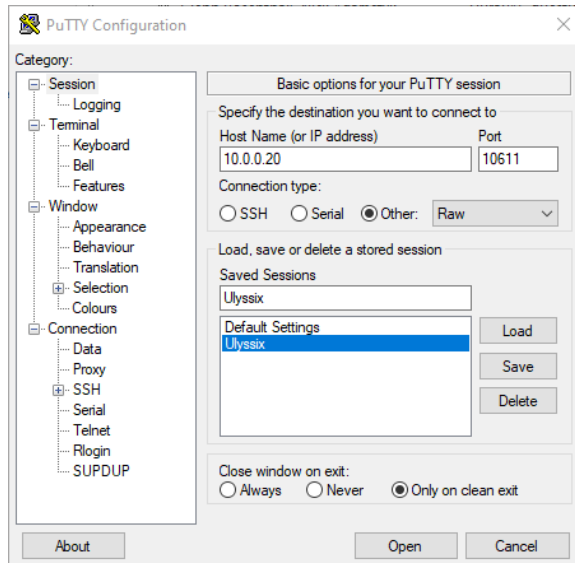 PuTTY Configuration
Category:
Session
Logging
Terminal
Keyboard
Bell
Features
Window
Appearance
Behaviour
Translation
Selection
Colours
Connection
Data
Proxy
SSH
Serial
Telnet
Rlogin
SUPDUP
Basic options for your PuTTY session
Specify the destination you want to connect to
Host Name (or IP address) Port
10.0.0.20 10611
Connection type:
SSH Serial Other: Raw
Load, save or delete a stored session
Saved Sessions
Ulyssix
Default Settings
Ulyssix
Load
Save
Delete
Close window on exit:
Always Never Only on clean exit
About Open Cancel